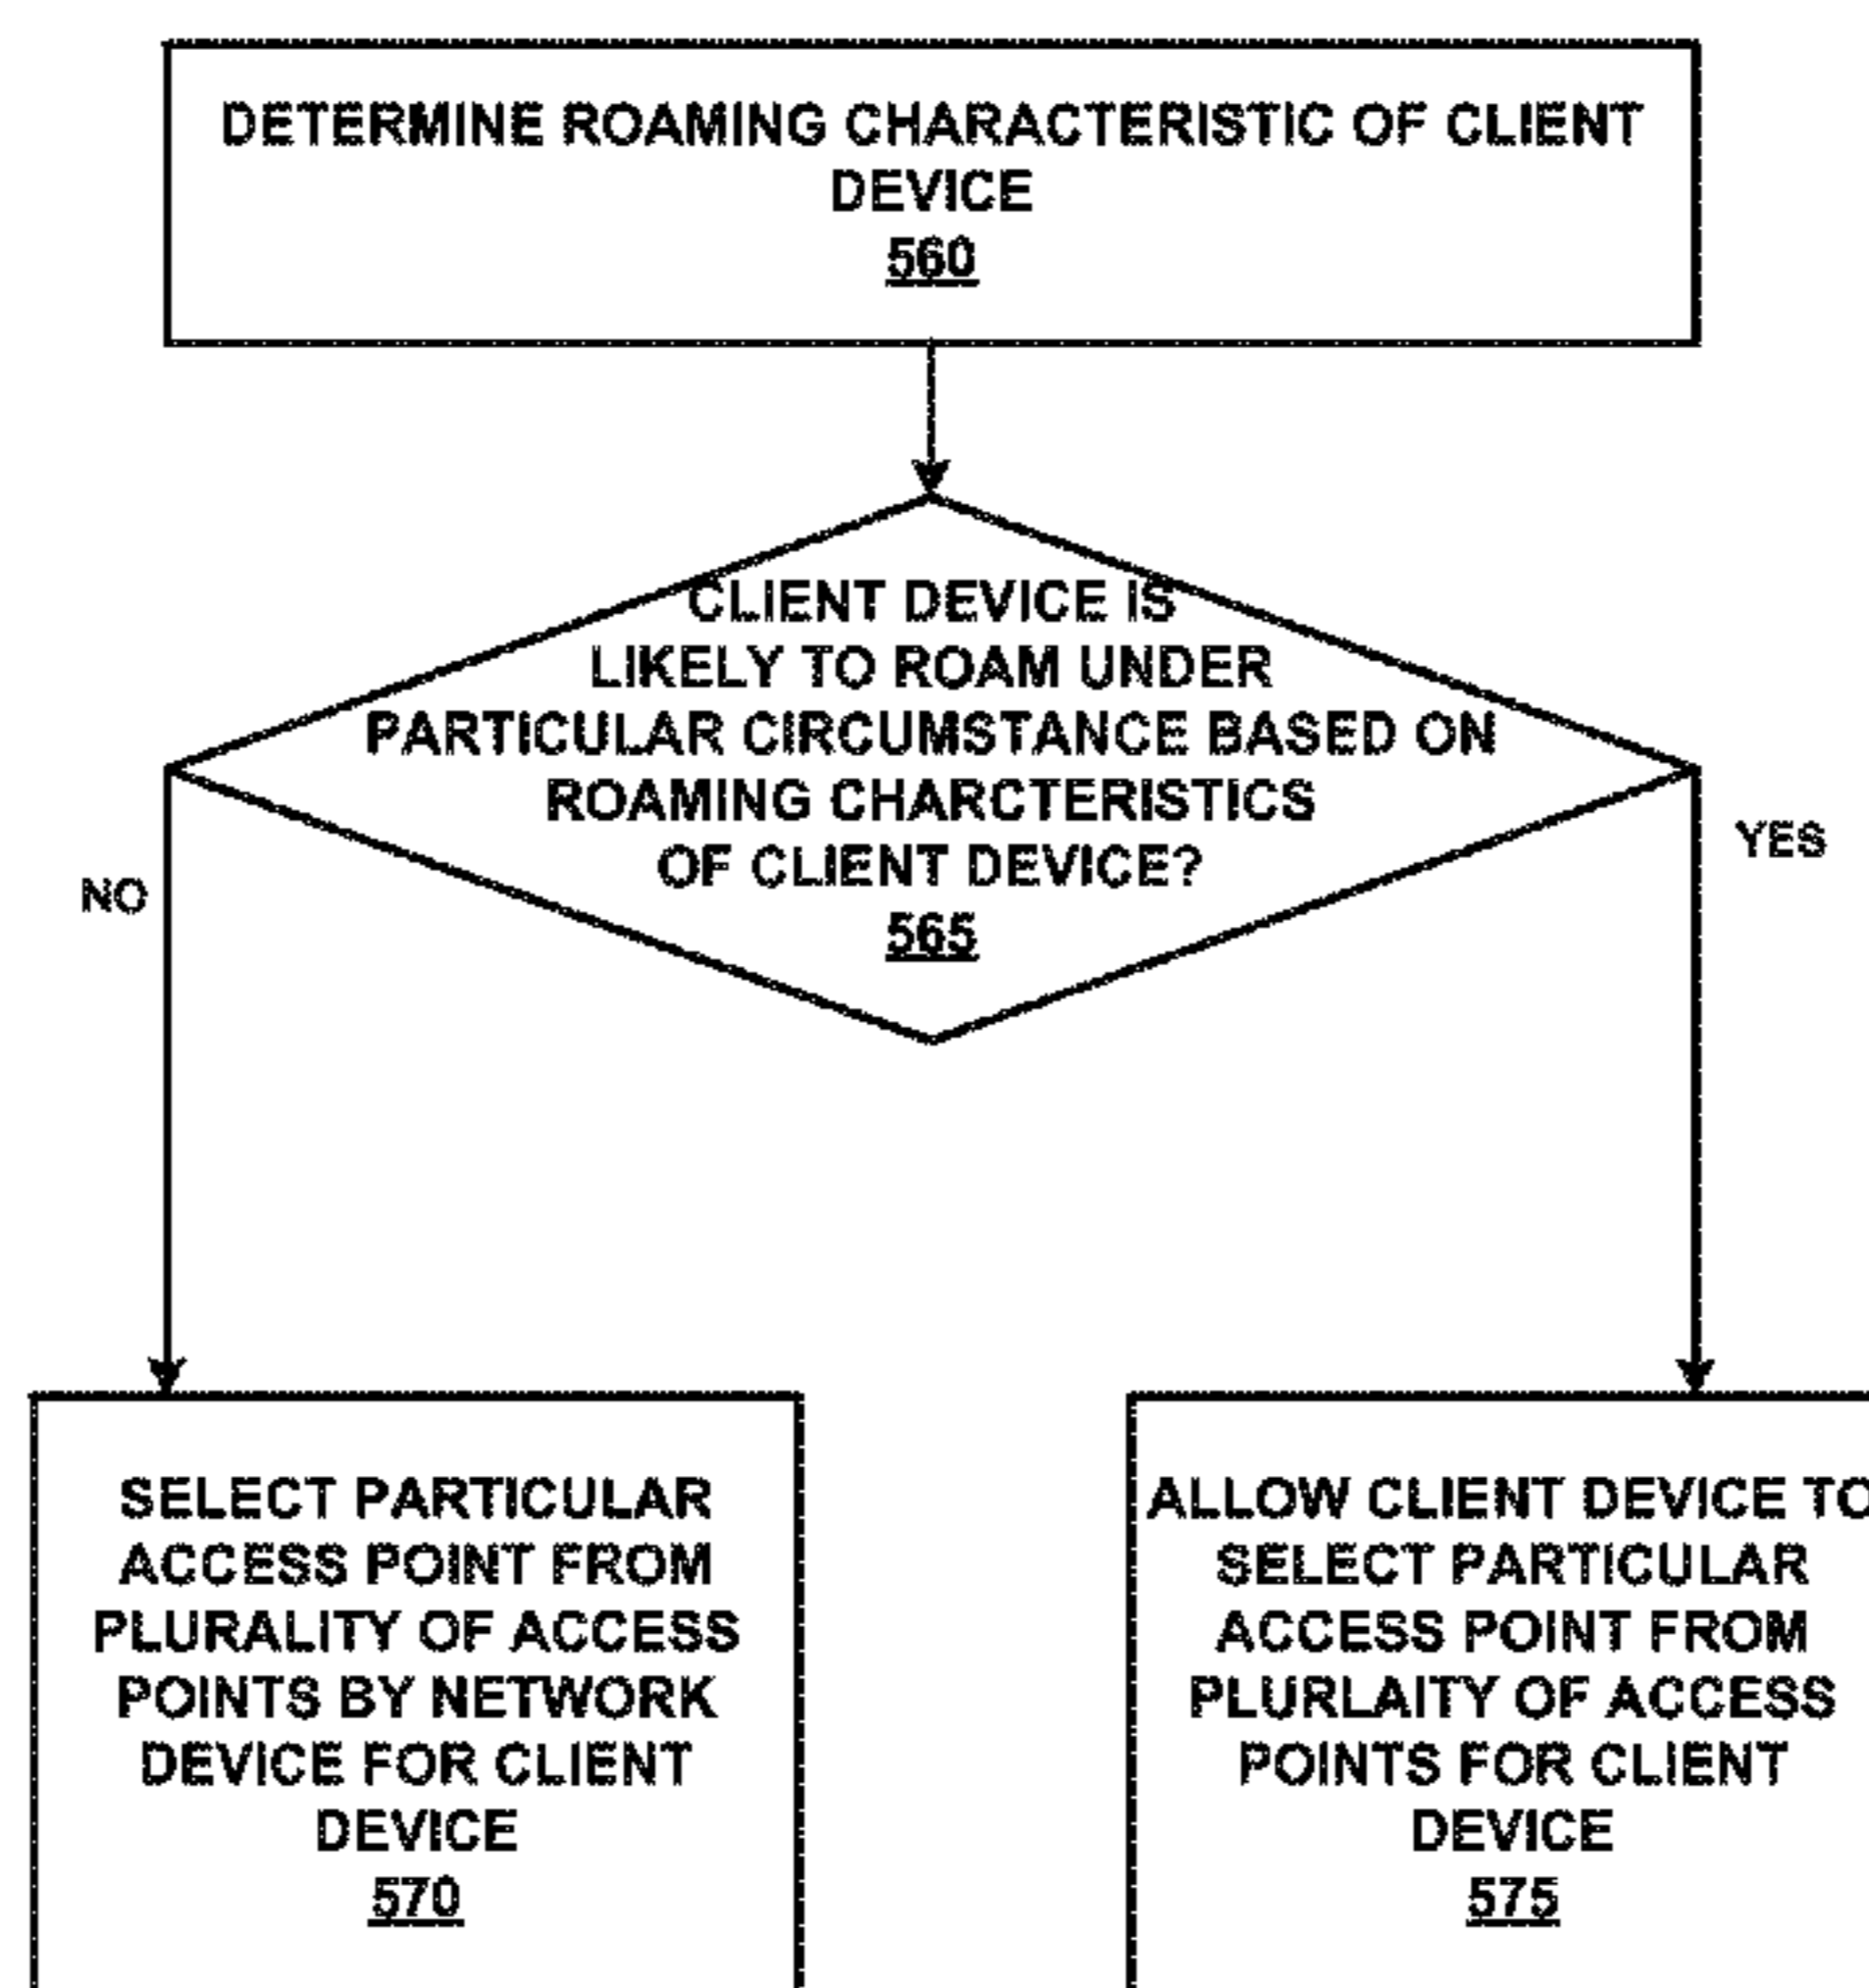 DETERMINE ROAMING CHARACTERISTIC OF CLIENT
DEVICE
560
CLIENT DEVICE IS
LIKELY TO ROAM UNDER
PARTICULAR CIRCUMSTANCE BASED ON
ROAMING CHARCTERISTICS
OF CLIENT DEVICE?
565
NO
YES
SELECT PARTICULAR
ACCESS POINT FROM
PLURALITY OF ACCESS
POINTS BY NETWORK
DEVICE FOR CLIENT
DEVICE
570
ALLOW CLIENT DEVICE TO
SELECT PARTICULAR
ACCESS POINT FROM
PLURLAITY OF ACCESS
POINTS FOR CLIENT
DEVICE
575